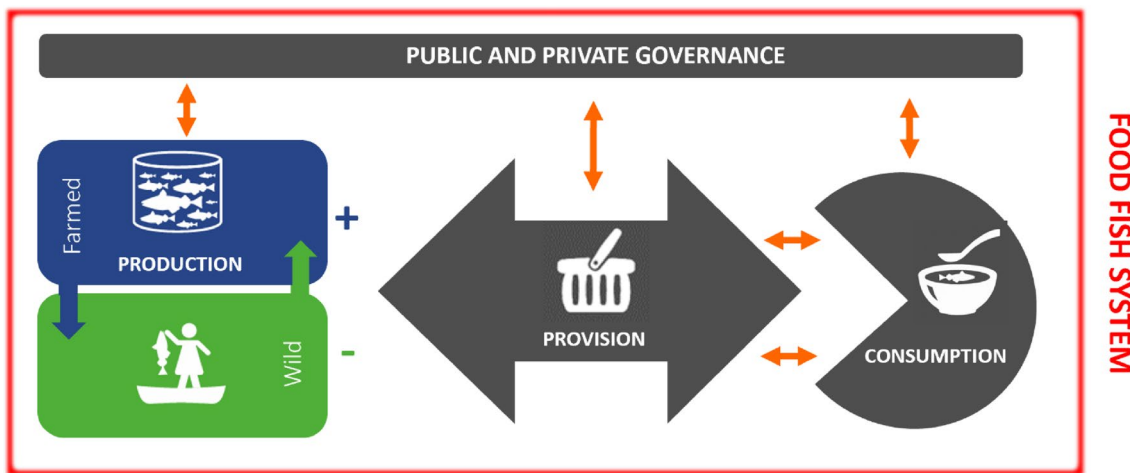 PUBLIC AND PRIVATE GOVERNANCE
Farmed
PRODUCTION
+
Wild
-
PROVISION
CONSUMPTION
FOOD FISH SYSTEM